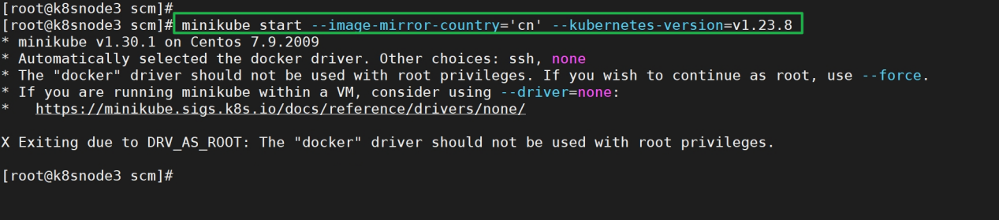 [root@k8snode3 scm]#
[root@k8snode3 scm]# minikube start --image-mirror-country='cn' --kubernetes-version=v1.23.8
* minikube v1.30.1 on Centos 7.9.2009
* Automatically selected the docker driver. Other choices: ssh, none
* The "docker" driver should not be used with root privileges. If you wish to continue as root, use --force.
* If you are running minikube within a VM, consider using --driver=none:
*   https://minikube.sigs.k8s.io/docs/reference/drivers/none/
X Exiting due to DRV_AS_ROOT: The "docker" driver should not be used with root privileges.
[root@k8snode3 scm]#